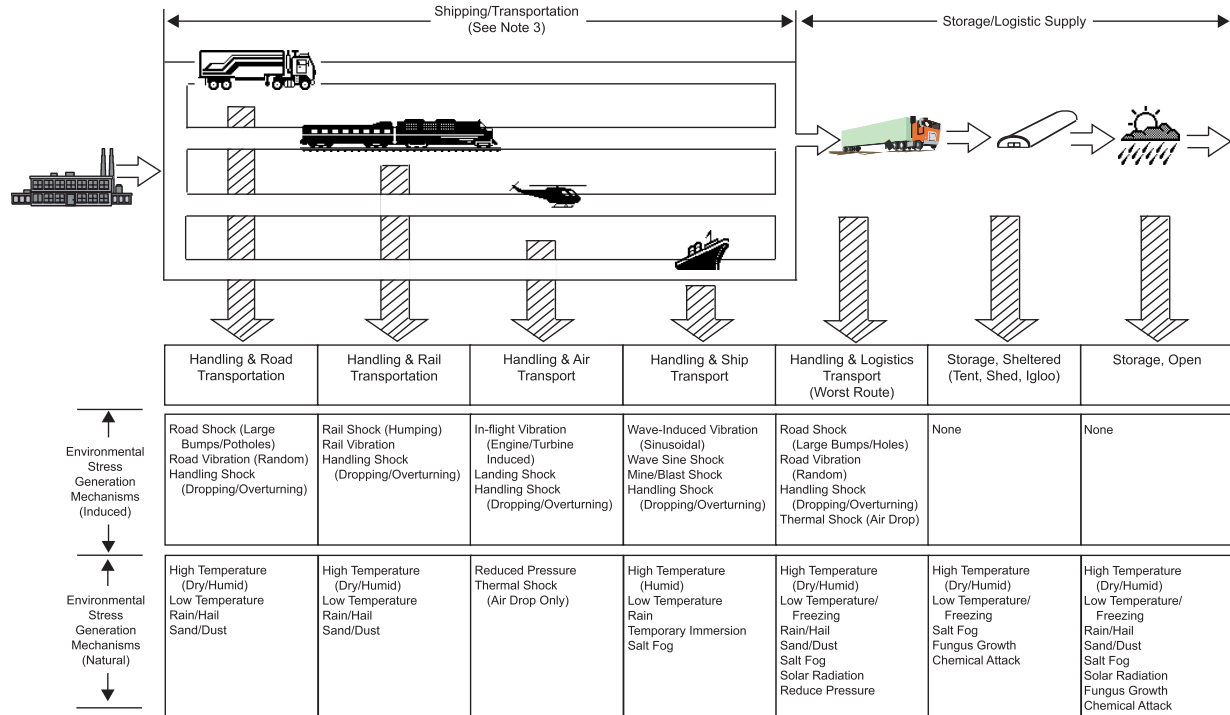 Shipping/Transportation
(See Note 3)
Storage/Logistic Supply
Handling & Road
Transportation
Handling & Rail
Transportation
Handling & Air
Transport
Handling & Ship
Transport
Handling & Logistics
Transport
(Worst Route)
Storage, Sheltered
(Tent, Shed, Igloo)
Storage, Open
Environmental
Stress
Generation
Mechanisms
(Induced)
Road Shock (Large
Bumps/Potholes)
Road Vibration (Random)
Handling Shock
(Dropping/Overturning)
Rail Shock (Humping)
Rail Vibration
Handling Shock
(Dropping/Overturning)
In-flight Vibration
(Engine/Turbine
Induced)
Landing Shock
Handling Shock
(Dropping/Overturning)
Wave-Induced Vibration
(Sinusoidal)
Wave Sine Shock
Mine/Blast Shock
Handling Shock
(Dropping/Overturning)
Road Shock
(Large Bumps/Holes)
Road Vibration
(Random)
Handling Shock
(Dropping/Overturning)
Thermal Shock (Air Drop)
None
None
Environmental
Stress
Generation
Mechanisms
(Natural)
High Temperature
(Dry/Humid)
Low Temperature
Rain/Hail
Sand/Dust
High Temperature
(Dry/Humid)
Low Temperature
Rain/Hail
Sand/Dust
Reduced Pressure
Thermal Shock
(Air Drop Only)
High Temperature
(Humid)
Low Temperature
Rain
Temporary Immersion
Salt Fog
High Temperature
(Dry/Humid)
Low Temperature/
Freezing
Rain/Hail
Sand/Dust
Salt Fog
Solar Radiation
Reduce Pressure
High Temperature
(Dry/Humid)
Low Temperature/
Freezing
Salt Fog
Fungus Growth
Chemical Attack
High Temperature
(Dry/Humid)
Low Temperature/
Freezing
Rain/Hail
Sand/Dust
Salt Fog
Solar Radiation
Fungus Growth
Chemical Attack